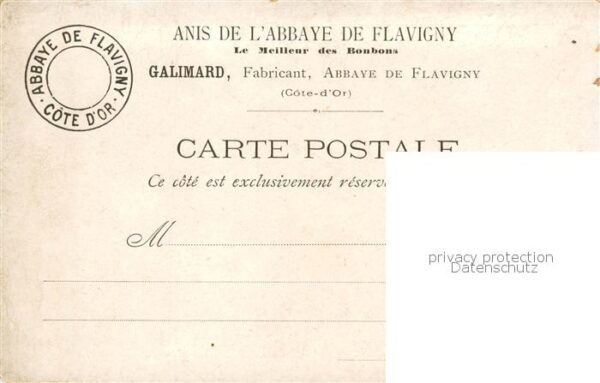 ABBAYE DE FLAVIGNY
· CÔTE D'OR ·
ANIS DE L'ABBAYE DE FLAVIGNY
Le Meilleur des Bonbons
GALIMARD, Fabricant, ABBAYE DE FLAVIGNY
(Côte-d'Or)
CARTE POSTALE
Ce côté est exclusivement
M
privacy protection
Datenschutz